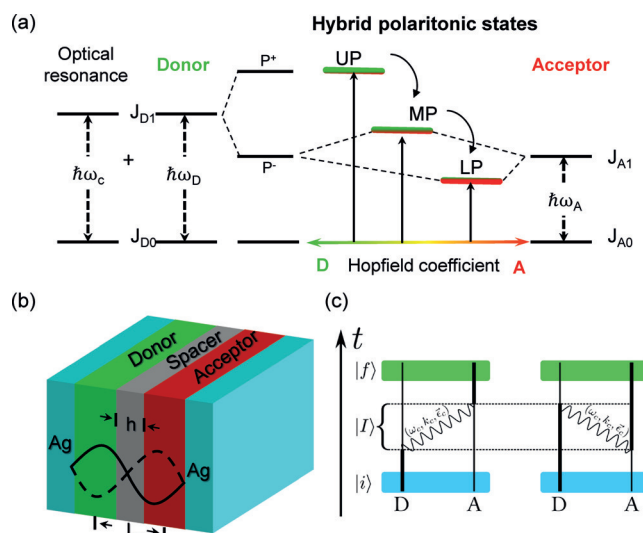 (a)
Hybrid polaritonic states
Optical resonance
Donor
P⁺
UP
Acceptor
J_D1
MP
ħω_c
+
ħω_D
P⁻
LP
J_A1
ħω_A
J_D0
J_A0
D
Hopfield coefficient
A
(b)
Donor
Spacer
Acceptor
h
Ag
Ag
l
(c)
t
|f⟩
|I⟩
(ω_c, k_c, ε⃗_c)
(ω_c, k_c, ε⃗_c)
|i⟩
D
A
D
A